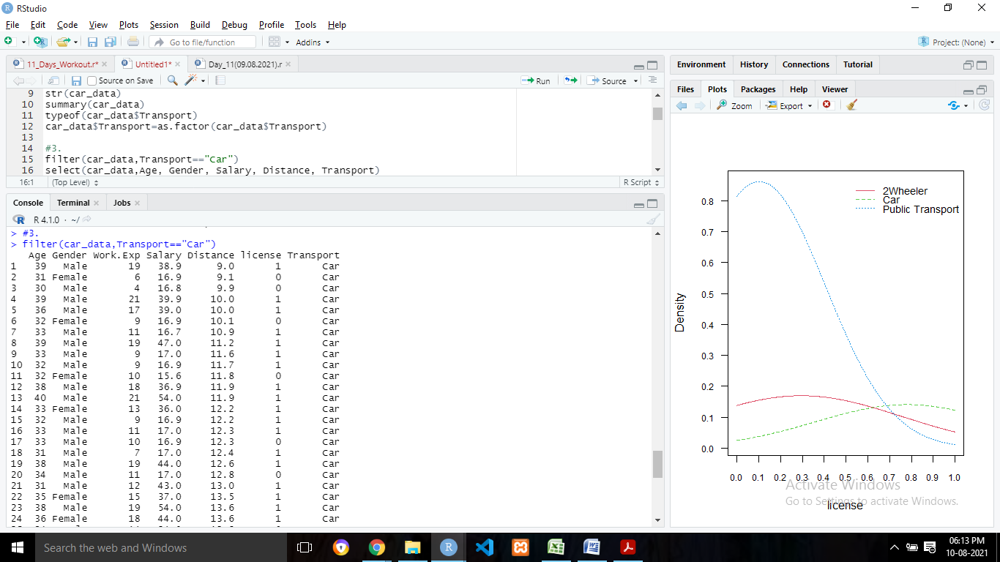 RStudio
File Edit Code View Plots Session Build Debug Profile Tools Help
Go to file/function Addins Project: (None)
11_Days_Workout.r* Untitled1* Day_11(09.08.2021).r
Source on Save Run Source
9 str(car_data)
10 summary(car_data)
11 typeof(car_data$Transport)
12 car_data$Transport=as.factor(car_data$Transport)
13
14 #3.
15 filter(car_data,Transport=="Car")
16 select(car_data,Age, Gender, Salary, Distance, Transport)
16:1 (Top Level) R Script
Console Terminal Jobs
R 4.1.0 · ~/
> #3.
> filter(car_data,Transport=="Car")
Age Gender Work.Exp Salary Distance license Transport
1 39 Male 19 38.9 9.0 1 Car
2 31 Female 6 16.9 9.1 0 Car
3 30 Male 4 16.8 9.9 0 Car
4 39 Male 21 39.9 10.0 1 Car
5 36 Male 17 39.0 10.0 1 Car
6 32 Female 9 16.9 10.1 0 Car
7 33 Male 11 16.7 10.9 1 Car
8 39 Male 19 47.0 11.2 1 Car
9 33 Male 9 17.0 11.6 1 Car
10 32 Male 9 16.9 11.7 1 Car
11 32 Female 10 15.6 11.8 0 Car
12 38 Male 18 36.9 11.9 1 Car
13 40 Male 21 54.0 11.9 1 Car
14 33 Female 13 36.0 12.2 1 Car
15 32 Male 9 16.9 12.2 1 Car
16 33 Male 11 17.0 12.3 1 Car
17 33 Male 10 16.9 12.3 0 Car
18 31 Male 7 17.0 12.4 1 Car
19 38 Male 19 44.0 12.6 1 Car
20 34 Male 11 17.0 12.8 0 Car
21 31 Male 12 43.0 13.0 1 Car
22 35 Female 15 37.0 13.5 1 Car
23 38 Male 19 54.0 13.6 1 Car
24 36 Female 18 44.0 13.6 1 Car
Environment History Connections Tutorial
Files Plots Packages Help Viewer
Zoom Export
2Wheeler
Car
Public Transport
0.8
0.7
0.6
0.5
0.4
0.3
0.2
0.1
0.0
Density
0.0 0.1 0.2 0.3 0.4 0.5 0.6 0.7 0.8 0.9 1.0
license
Activate Windows
Go to Settings to activate Windows.
Search the web and Windows
06:13 PM
10-08-2021